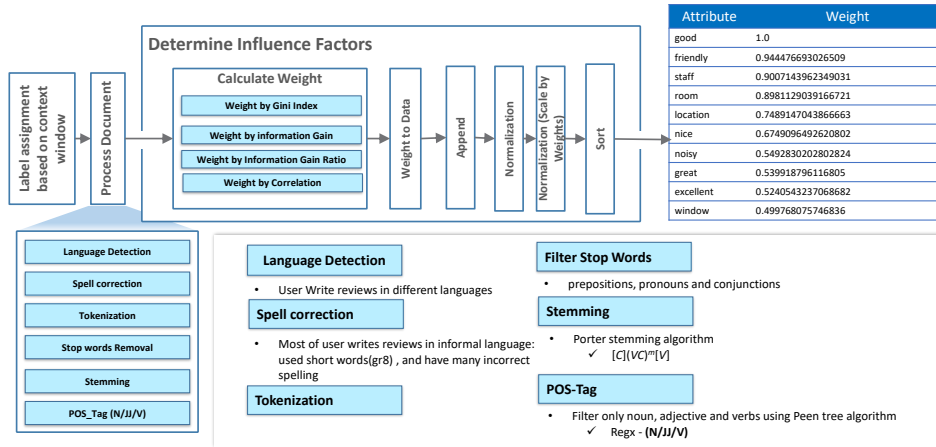 Label assignment
based on context
window
Process Document
Determine Influence Factors
Calculate Weight
Weight by Gini Index
Weight by information Gain
Weight by Information Gain Ratio
Weight by Correlation
Weight to Data
Append
Normalization
Normalization (Scale by
Weights)
Sort
Attribute Weight
good 1.0
friendly 0.944476693026509
staff 0.9007143962349031
room 0.8981129039166721
location 0.7489147043866663
nice 0.6749096492620802
noisy 0.5492830202802824
great 0.539918796116805
excellent 0.5240543237068682
window 0.499768075746836
Language Detection
Spell correction
Tokenization
Stop words Removal
Stemming
POS_Tag (N/JJ/V)
Language Detection
• User Write reviews in different languages
Spell correction
• Most of user writes reviews in informal language:
used short words(gr8) , and have many incorrect
spelling
Tokenization
Filter Stop Words
• prepositions, pronouns and conjunctions
Stemming
• Porter stemming algorithm
✓ [C](VC)ᵐ[V]
POS-Tag
• Filter only noun, adjective and verbs using Peen tree algorithm
✓ Regx - (N/JJ/V)